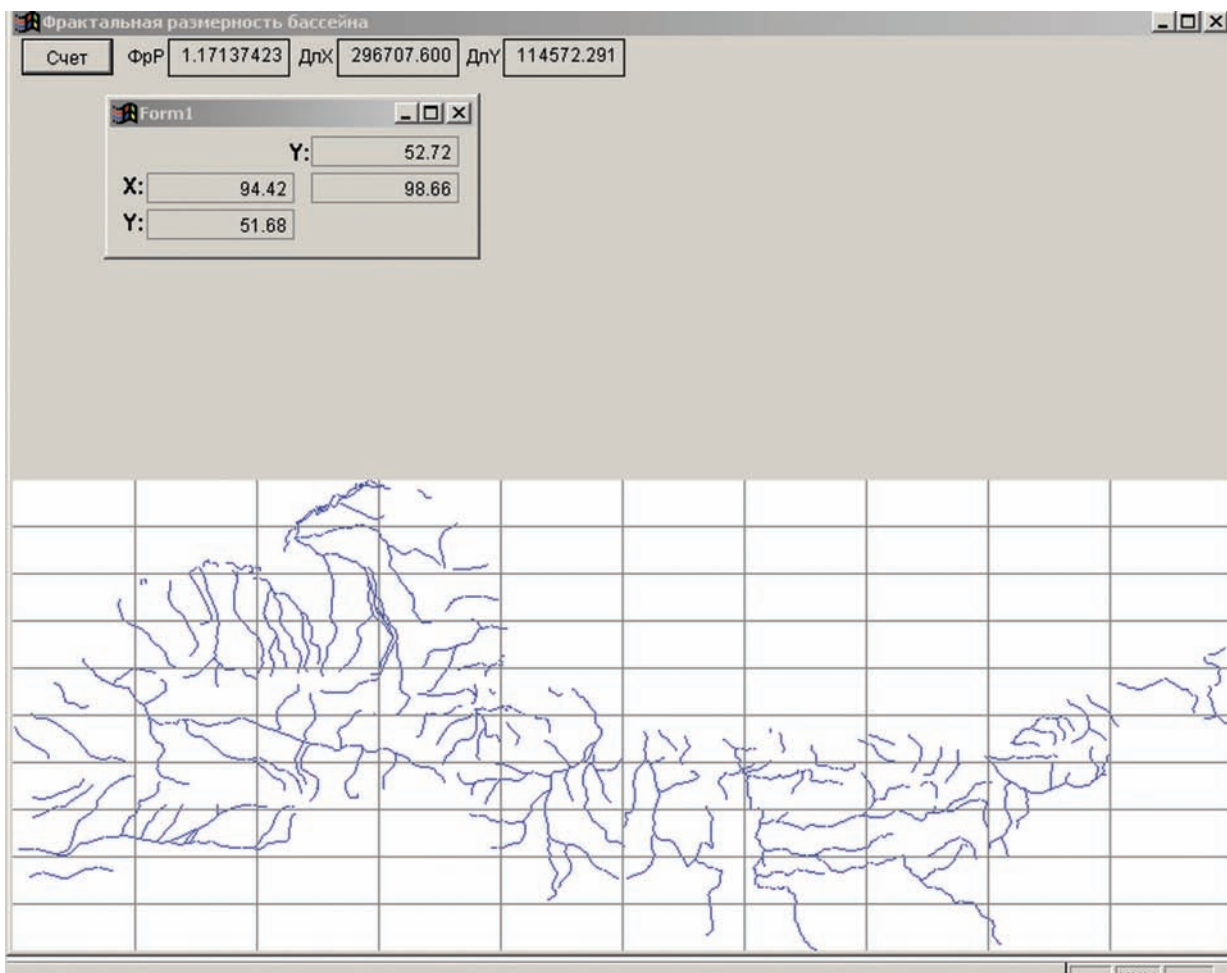 Фрактальная размерность бассейна
Счет ФрР 1.17137423 ДлХ 296707.600 ДлY 114572.291
Form1
Y: 52.72
X: 94.42 98.66
Y: 51.68